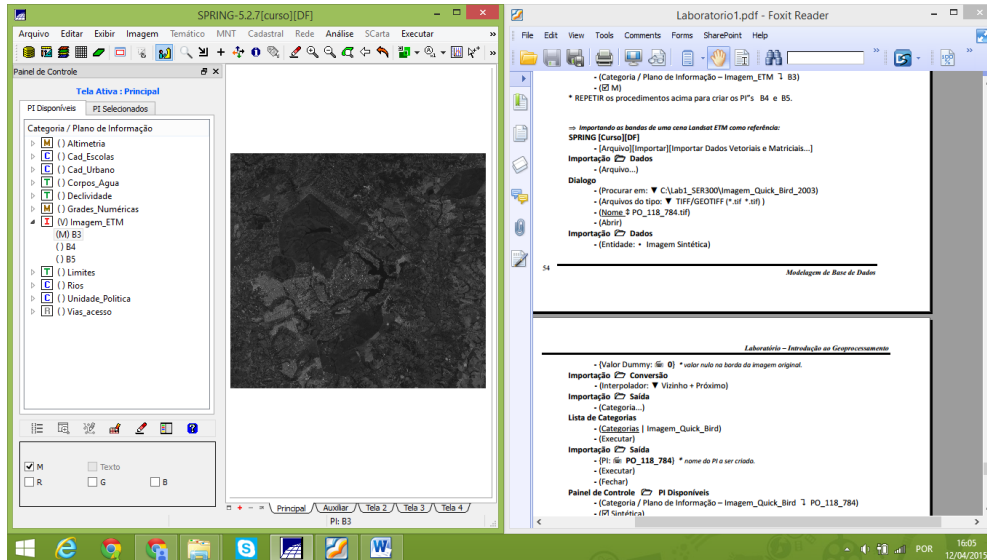 SPRING-5.2.7[curso][DF]
Arquivo Editar Exibir Imagem Temático MNT Cadastral Rede Análise SCarta Executar »
Painel de Controle
Tela Ativa : Principal
PI Disponíveis PI Selecionados
Categoria / Plano de Informação
M () Altimetria
C () Cad_Escolas
C () Cad_Urbano
T () Corpos_Agua
T () Declividade
M () Grades_Numéricas
I (V) Imagem_ETM
(M) B3
() B4
() B5
T () Limites
C () Rios
C () Unidade_Politica
R () Vias_acesso
M Texto
R G B
Principal Auxiliar Tela 2 Tela 3 Tela 4
PI: B3
Laboratorio1.pdf - Foxit Reader
File Edit View Tools Comments Forms SharePoint Help
- (Categoria / Plano de Informação – Imagem_ETM B3)
- (☑ M)
* REPETIR os procedimentos acima para criar os PI"s B4 e B5.
⇒ Importando as bandas de uma cena Landsat ETM como referência:
SPRING [Curso][DF]
- [Arquivo][Importar][Importar Dados Vetoriais e Matriciais...]
Importação Dados
- (Arquivo...)
Dialogo
- (Procurar em: ▼ C:\Lab1_SER300\Imagem_Quick_Bird_2003)
- (Arquivos do tipo: ▼ TIFF/GEOTIFF (*.tif *.tif) )
- (Nome PO_118_784.tif)
- (Abrir)
Importação Dados
- (Entidade: • Imagem Sintética)
54
Modelagem de Base de Dados
Laboratório – Introdução ao Geoprocessamento
- {Valor Dummy: 0} * valor nulo na borda da imagem original.
Importação Conversão
- (Interpolador: ▼ Vizinho + Próximo)
Importação Saída
- (Categoria...)
Lista de Categorias
- (Categorias | Imagem_Quick_Bird)
- (Executar)
Importação Saída
- {PI: PO_118_784} * nome do PI a ser criado.
- (Executar)
- (Fechar)
Painel de Controle PI Disponíveis
- (Categoria / Plano de Informação – Imagem_Quick_Bird PO_118_784)
- (☑ Sintética)
POR
16:05
12/04/2015